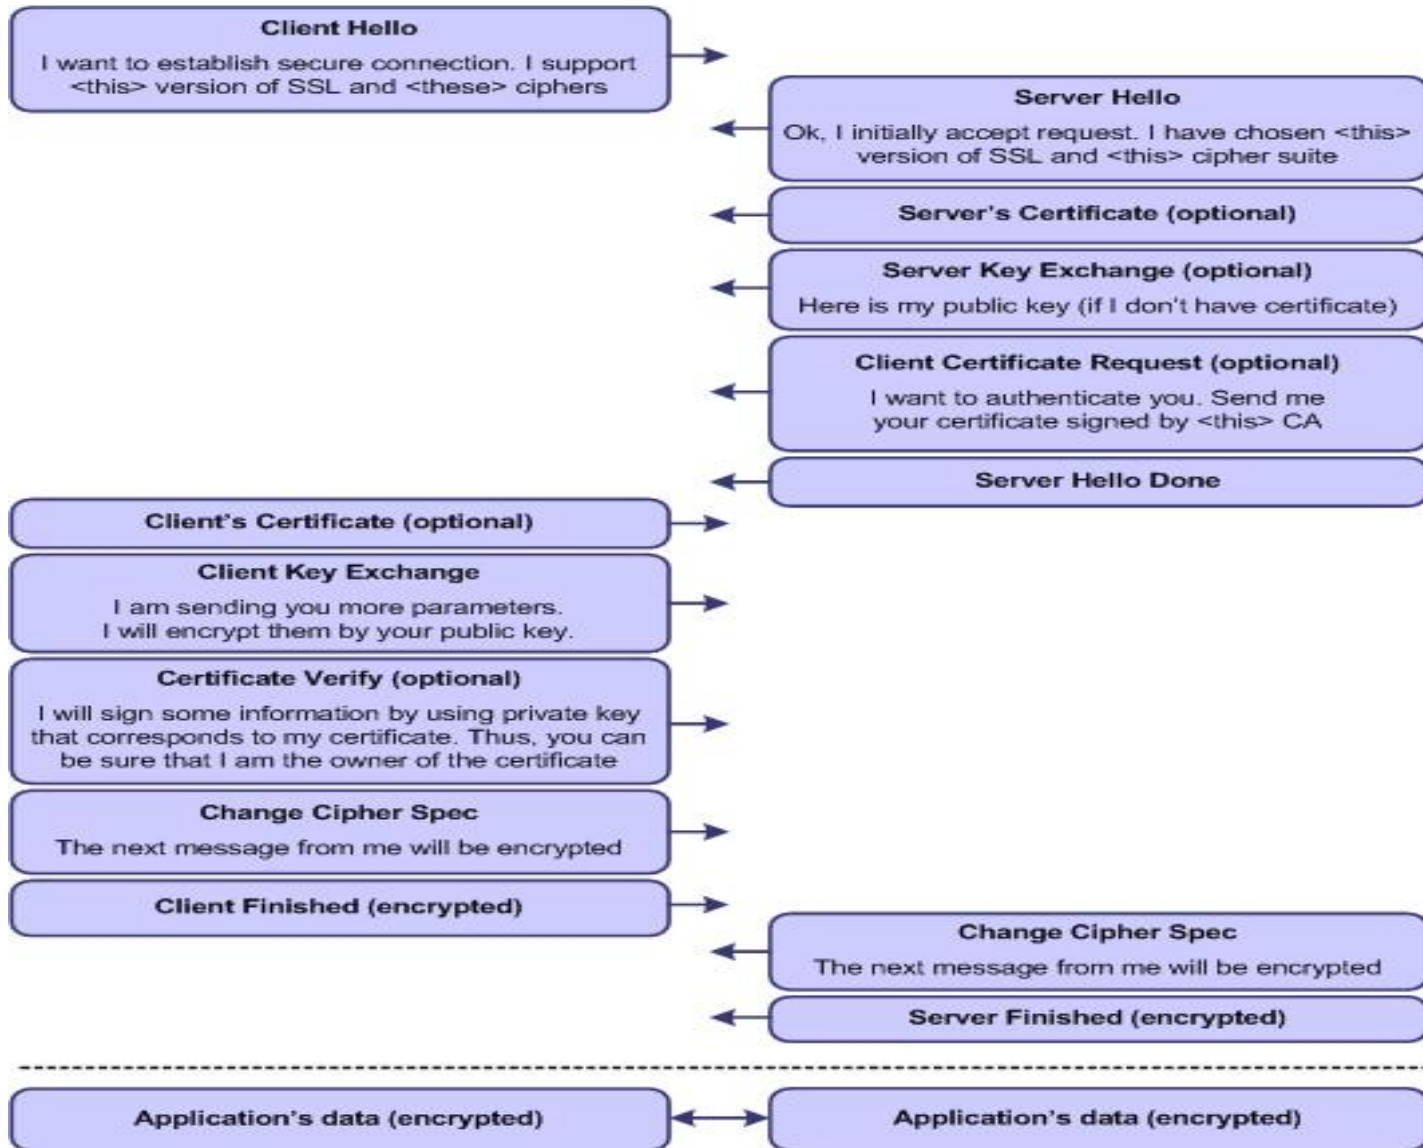 Client Hello
I want to establish secure connection. I support
<this> version of SSL and <these> ciphers
Server Hello
Ok, I initially accept request. I have chosen <this>
version of SSL and <this> cipher suite
Server's Certificate (optional)
Server Key Exchange (optional)
Here is my public key (if I don't have certificate)
Client Certificate Request (optional)
I want to authenticate you. Send me
your certificate signed by <this> CA
Server Hello Done
Client's Certificate (optional)
Client Key Exchange
I am sending you more parameters.
I will encrypt them by your public key.
Certificate Verify (optional)
I will sign some information by using private key
that corresponds to my certificate. Thus, you can
be sure that I am the owner of the certificate
Change Cipher Spec
The next message from me will be encrypted
Client Finished (encrypted)
Change Cipher Spec
The next message from me will be encrypted
Server Finished (encrypted)
Application's data (encrypted)
Application's data (encrypted)